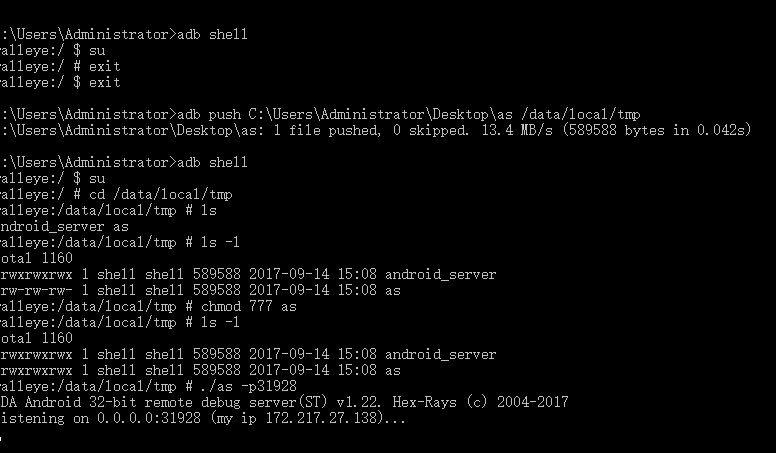 :\Users\Administrator>adb shell
alleye:/ $ su
alleye:/ # exit
alleye:/ $ exit
:\Users\Administrator>adb push C:\Users\Administrator\Desktop\as /data/local/tmp
:\Users\Administrator\Desktop\as: 1 file pushed, 0 skipped. 13.4 MB/s (589588 bytes in 0.042s)
:\Users\Administrator>adb shell
alleye:/ $ su
alleye:/ # cd /data/local/tmp
ralleye:/data/local/tmp # ls
ndroid_server as
ralleye:/data/local/tmp # ls -l
otal 1160
rwxrwxrwx 1 shell shell 589588 2017-09-14 15:08 android_server
rw-rw-rw- 1 shell shell 589588 2017-09-14 15:08 as
ralleye:/data/local/tmp # chmod 777 as
ralleye:/data/local/tmp # ls -l
otal 1160
rwxrwxrwx 1 shell shell 589588 2017-09-14 15:08 android_server
rwxrwxrwx 1 shell shell 589588 2017-09-14 15:08 as
ralleye:/data/local/tmp # ./as -p31928
DA Android 32-bit remote debug server(ST) v1.22. Hex-Rays (c) 2004-2017
istening on 0.0.0.0:31928 (my ip 172.217.27.138)...